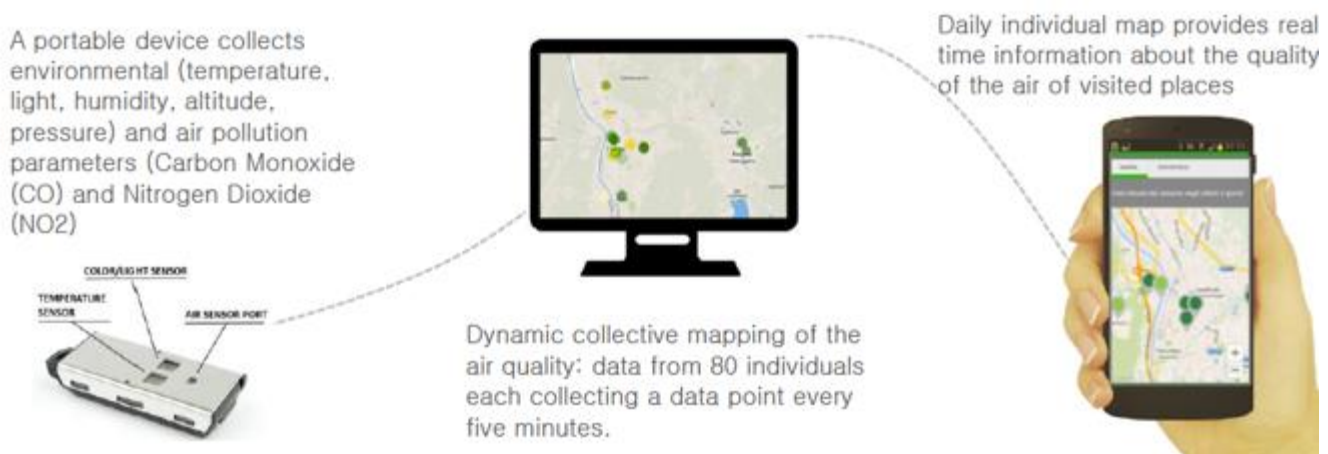 A portable device collects
environmental (temperature,
light, humidity, altitude,
pressure) and air pollution
parameters (Carbon Monoxide
(CO) and Nitrogen Dioxide
(NO2)
COLOR/LIGHT SENSOR
TEMPERATURE
SENSOR
AIR SENSOR PORT
Dynamic collective mapping of the
air quality: data from 80 individuals
each collecting a data point every
five minutes.
Daily individual map provides real
time information about the quality
of the air of visited places